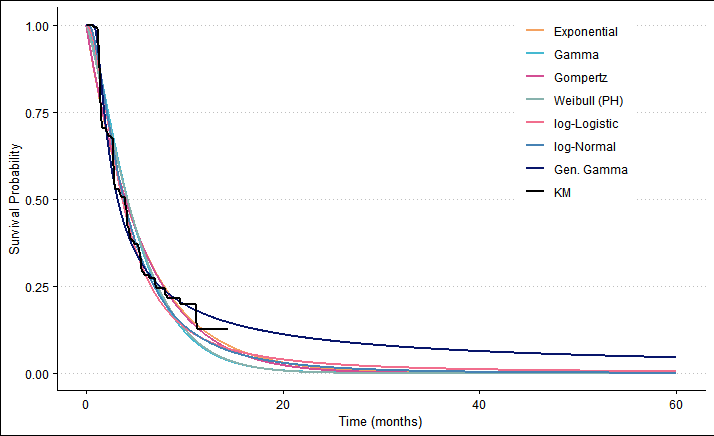 1.00
0.75
0.50
0.25
0.00
Survival Probability
0
20
40
60
Time (months)
Exponential
Gamma
Gompertz
Weibull (PH)
log-Logistic
log-Normal
Gen. Gamma
KM